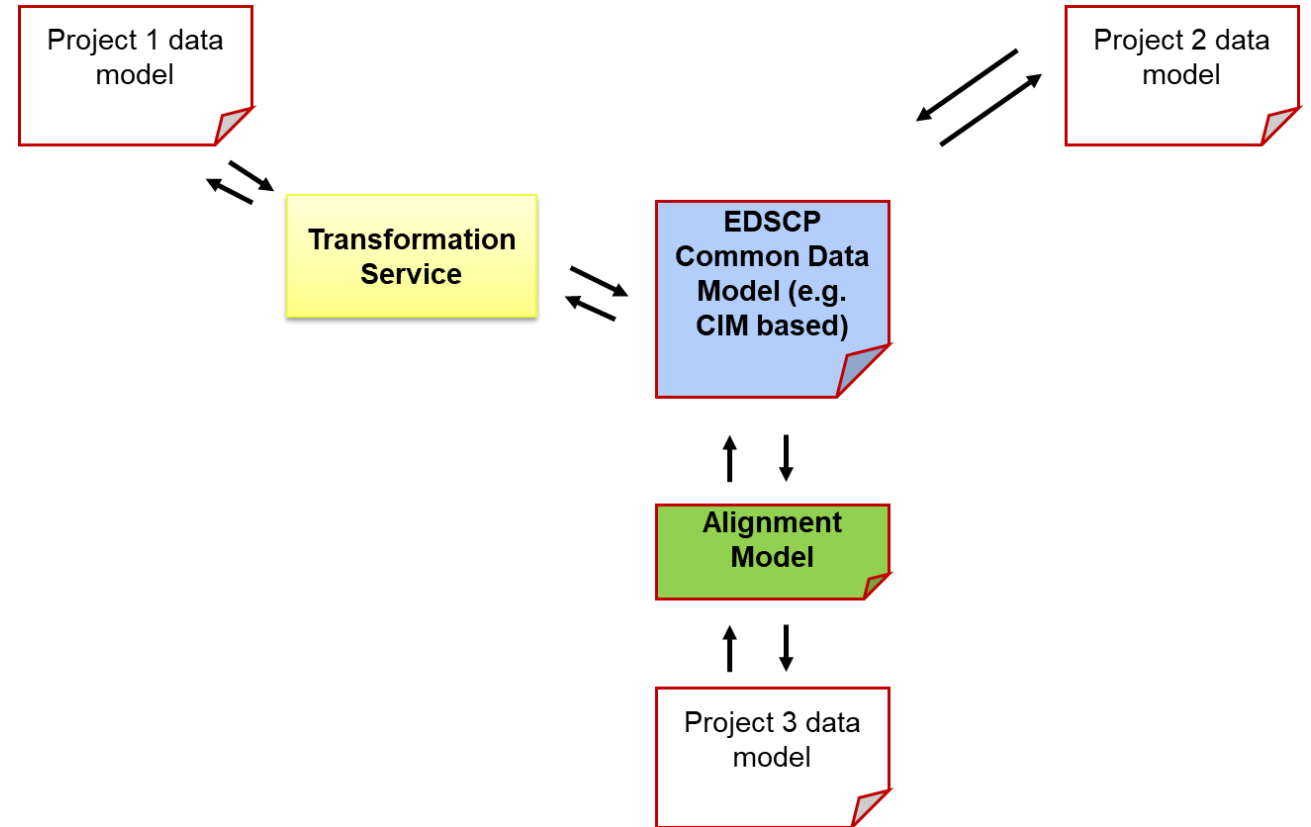 Project 1 data
model
Project 2 data
model
Transformation
Service
EDSCP
Common Data
Model (e.g.
CIM based)
Alignment
Model
Project 3 data
model